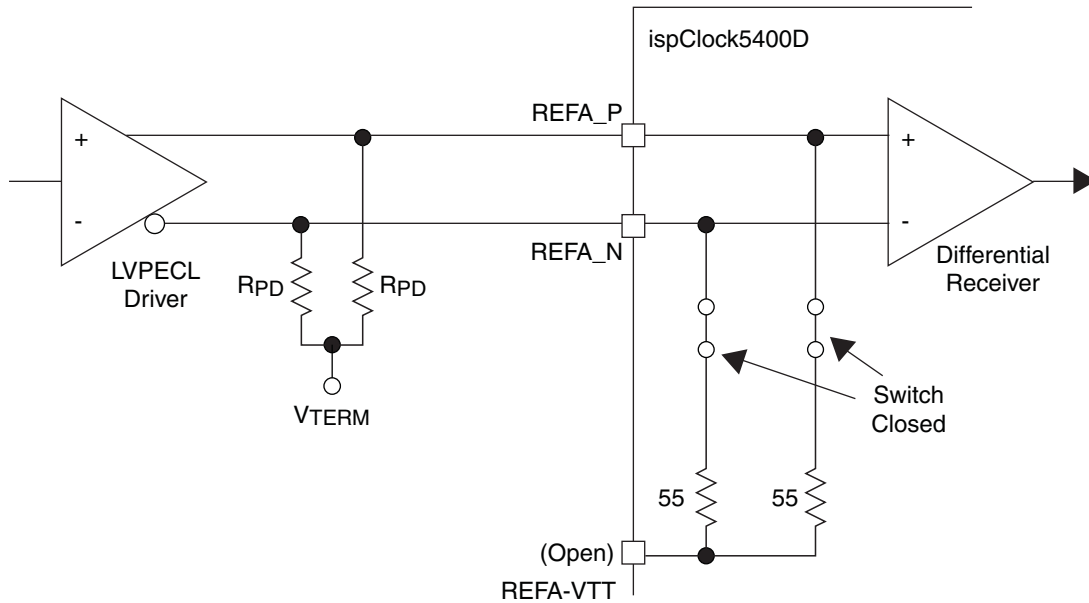 ispClock5400D
REFA_P
+
+
-
-
REFA_N
LVPECL
Driver
Differential
Receiver
RPD
RPD
VTERM
Switch
Closed
55
55
(Open)
REFA-VTT